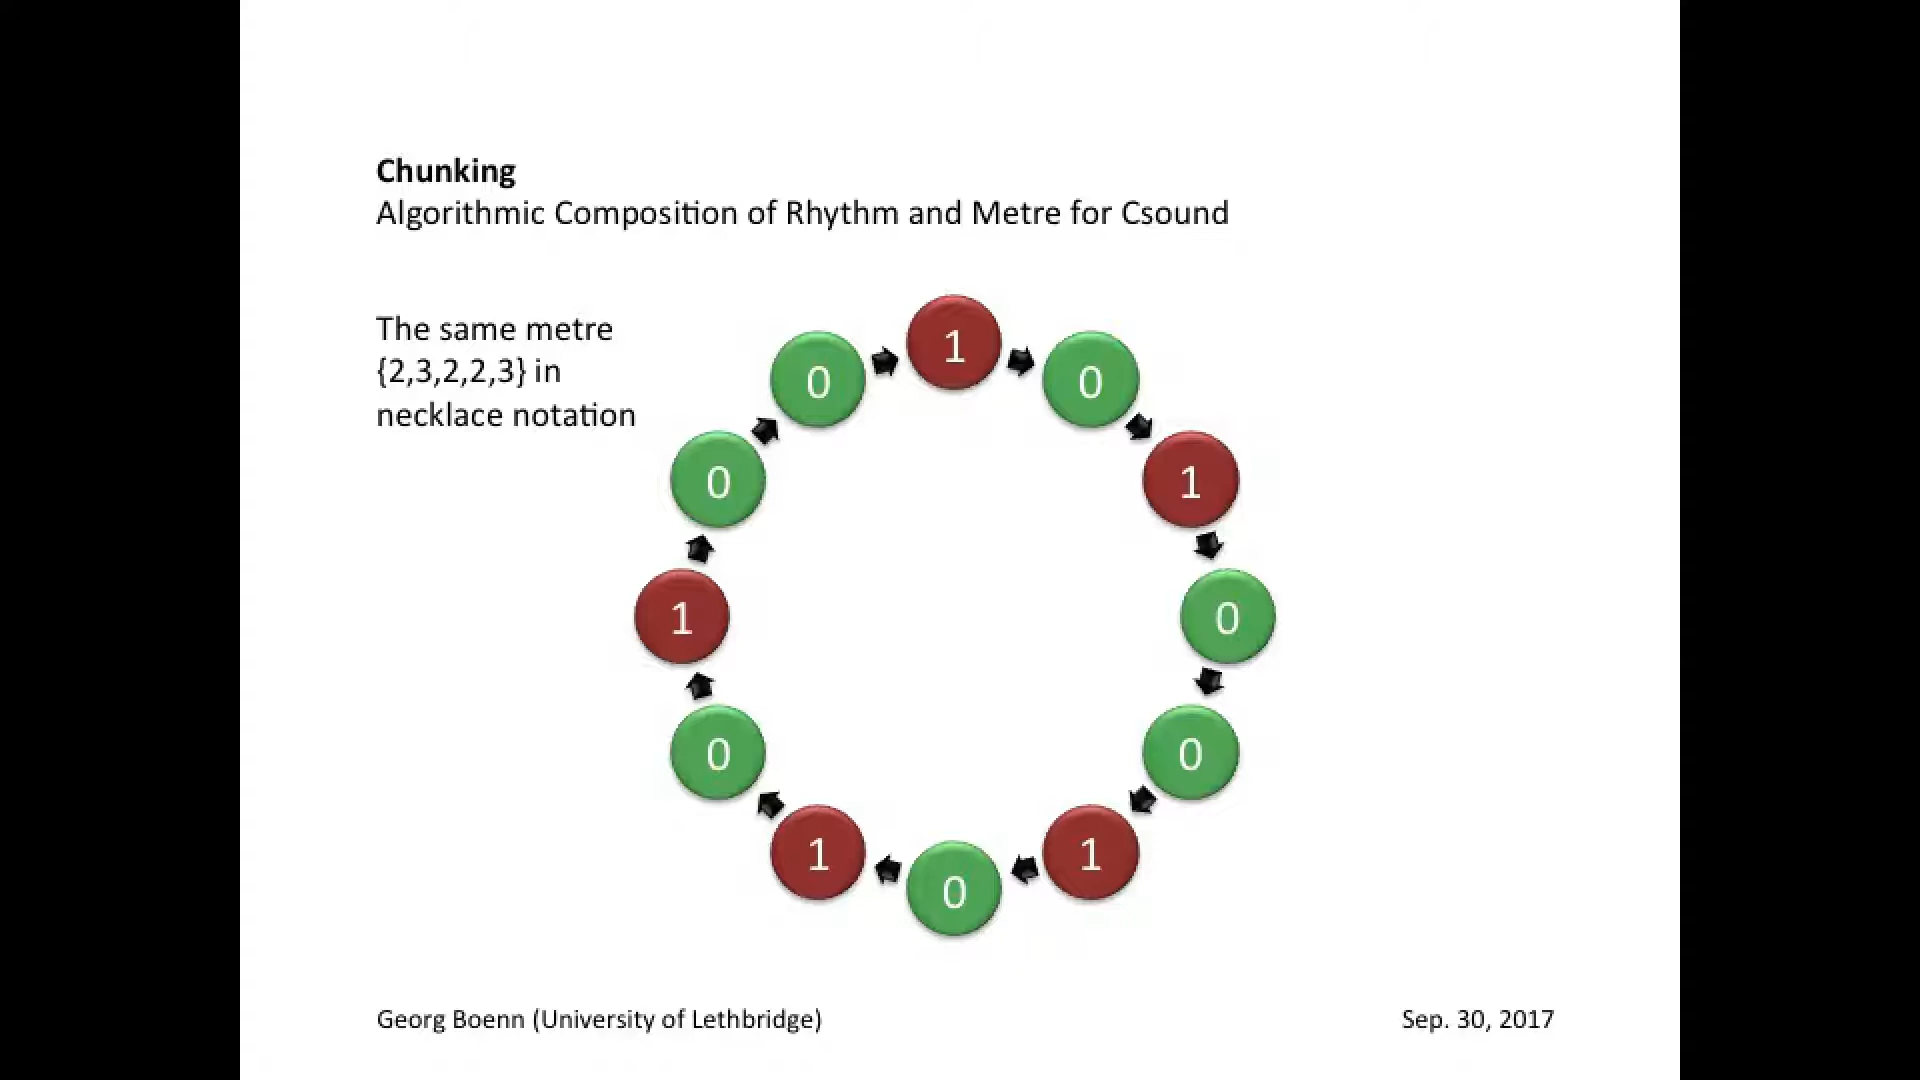 Chunking
Algorithmic Composition of Rhythm and Metre for Csound
The same metre
{2,3,2,2,3} in
necklace notation
1
0
1
0
0
1
0
1
0
1
0
0
Georg Boenn (University of Lethbridge)
Sep. 30, 2017